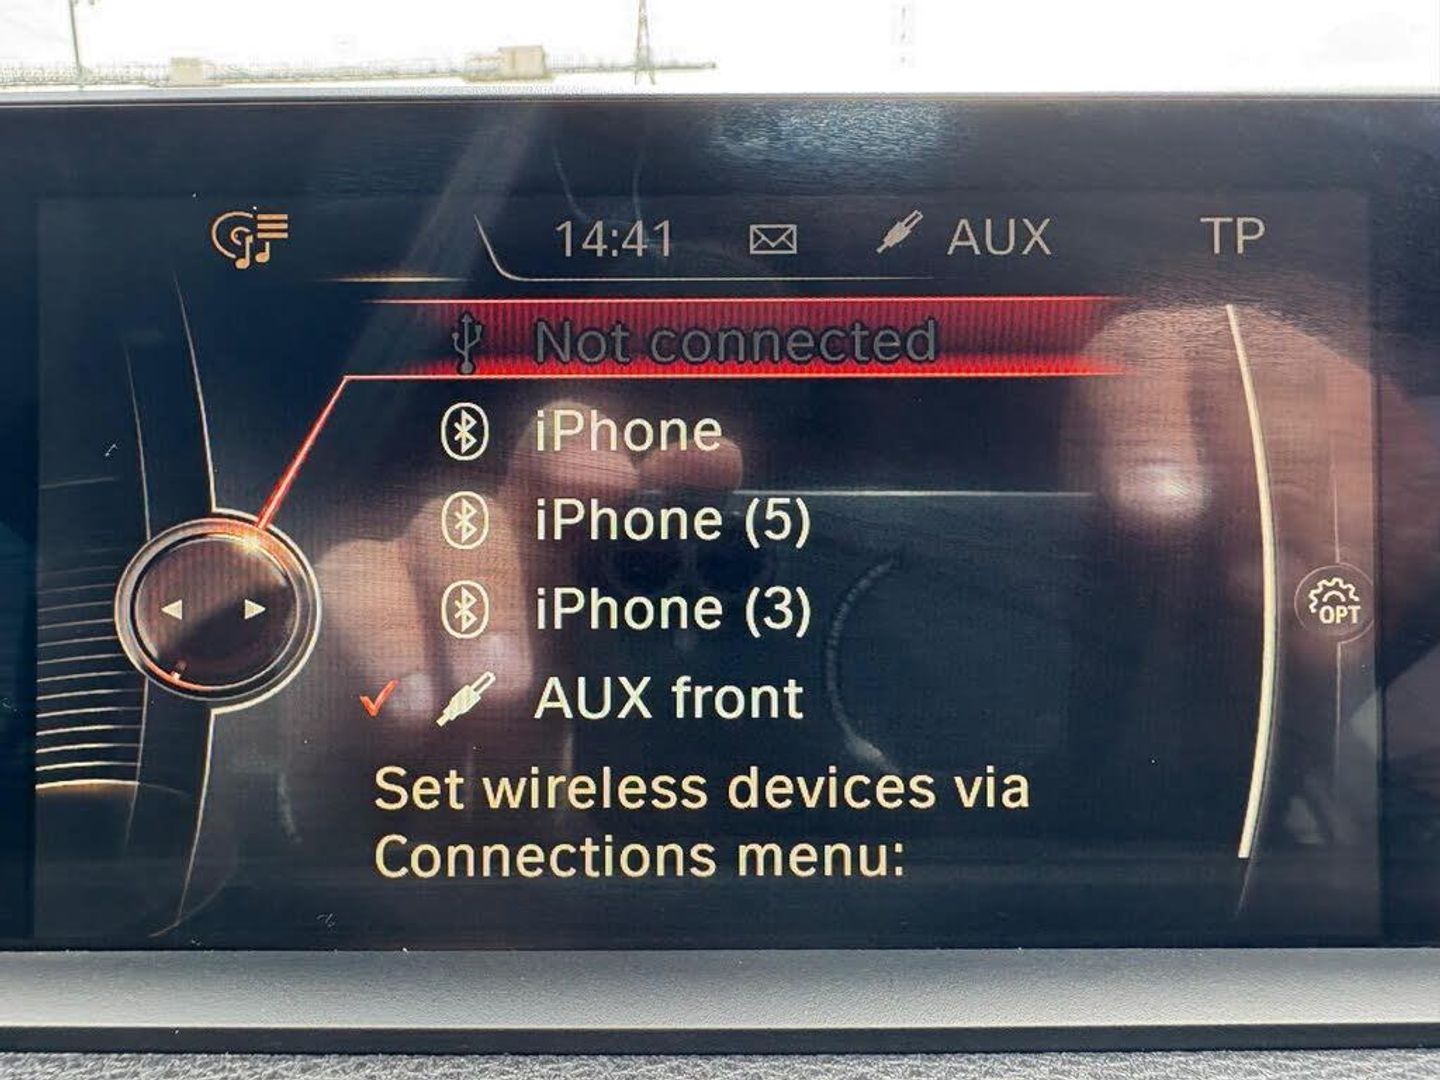 14:41 AUX TP
Not connected
iPhone
iPhone (5)
iPhone (3)
AUX front
Set wireless devices via
Connections menu:
OPT